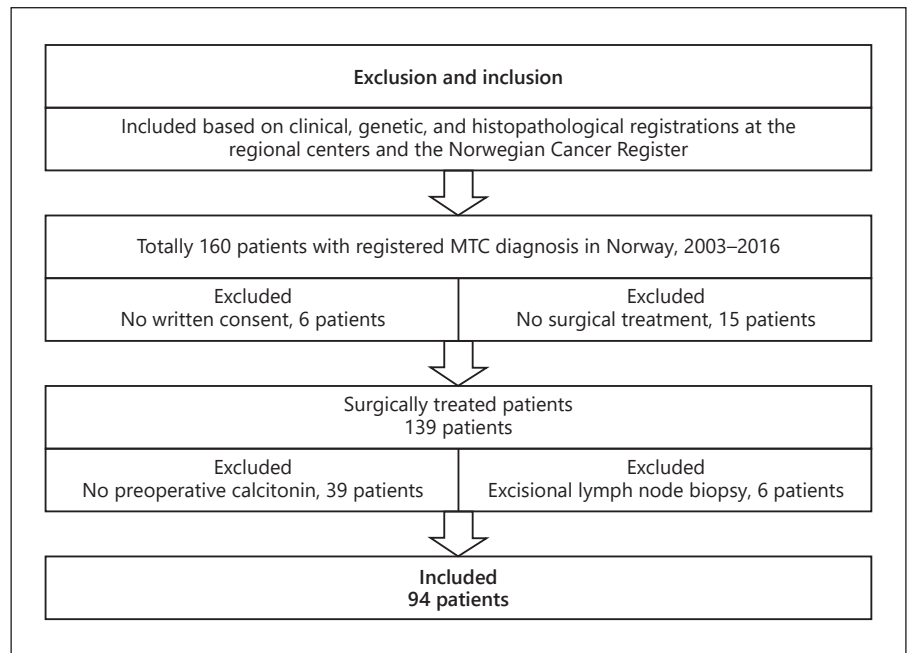 Exclusion and inclusion
Included based on clinical, genetic, and histopathological registrations at the
regional centers and the Norwegian Cancer Register
Totally 160 patients with registered MTC diagnosis in Norway, 2003–2016
Excluded
No written consent, 6 patients
Excluded
No surgical treatment, 15 patients
Surgically treated patients
139 patients
Excluded
No preoperative calcitonin, 39 patients
Excluded
Excisional lymph node biopsy, 6 patients
Included
94 patients